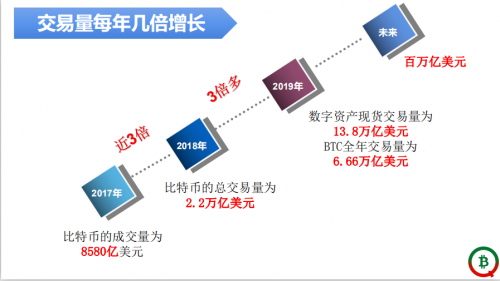 交易量每年几倍增长
未来
百万亿美元
3倍多
2019年
数字资产现货交易量为
13.8万亿美元
BTC全年交易量为
6.66万亿美元
近3倍
2018年
比特币的总交易量为
2.2万亿美元
2017年
比特币的成交量为
8580亿美元